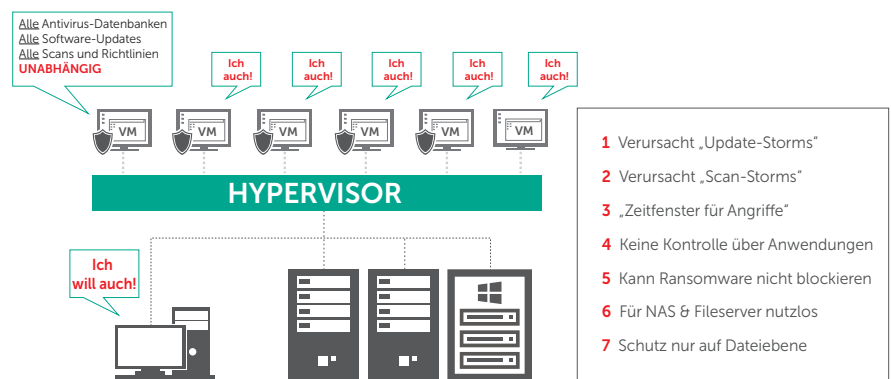 Alle Antivirus-Datenbanken
Alle Software-Updates
Alle Scans und Richtlinien
UNABHÄNGIG
Ich
auch!
Ich
auch!
Ich
auch!
Ich
auch!
Ich
auch!
VM
VM
VM
VM
VM
VM
HYPERVISOR
Ich
will auch!
1 Verursacht „Update-Storms“
2 Verursacht „Scan-Storms“
3 „Zeitfenster für Angriffe“
4 Keine Kontrolle über Anwendungen
5 Kann Ransomware nicht blockieren
6 Für NAS & Fileserver nutzlos
7 Schutz nur auf Dateiebene